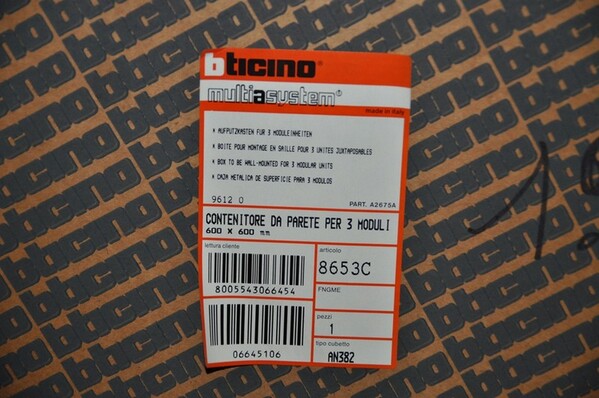 bticino
multiasystem®
made in Italy
* AUFPUTZKASTEN FUR 3 MODULEINHEITEN
* BOITE POUR MONTAGE EN SAILLE POUR 3 UNITES JUXTAPOSABLES
* BOX TO BE WALL-MOUNTED FOR 3 MODULAR UNITS
* CAJA METALICA DE SUPERFICIE PARA 3 MODULOS
9612 0
PART. A2675A
CONTENITORE DA PARETE PER 3 MODULI
600 X 600 mm
lettura cliente
articolo
8653C
8005543066454
FNGME
pezzi
1
06645106
tipo cubetto
AN382